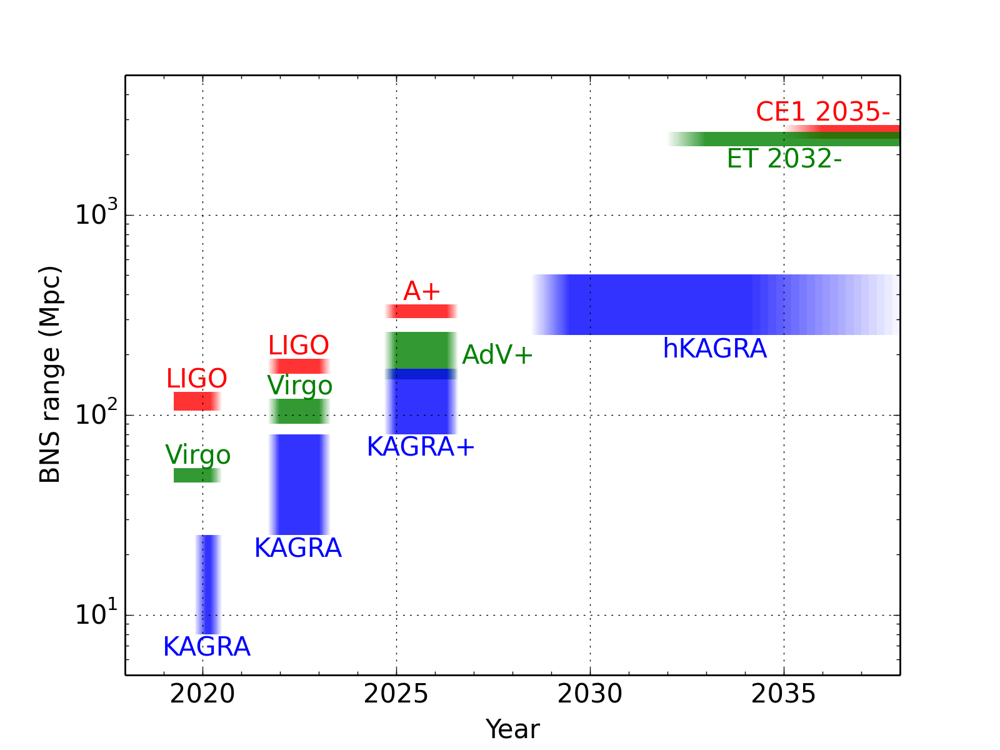 CE1 2035-
ET 2032-
10³
A+
LIGO
hKAGRA
AdV+
LIGO
Virgo
10²
KAGRA+
Virgo
KAGRA
10¹
KAGRA
2020
2025
2030
2035
Year
BNS range (Mpc)